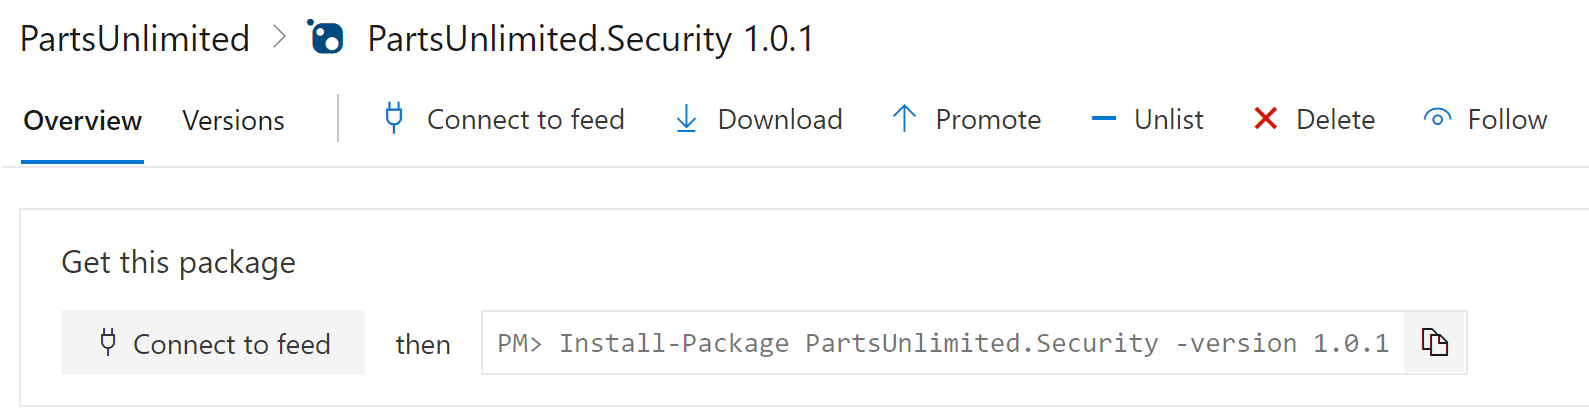 PartsUnlimited > PartsUnlimited.Security 1.0.1
Overview Versions Connect to feed Download Promote Unlist Delete Follow
Get this package
Connect to feed then PM> Install-Package PartsUnlimited.Security -version 1.0.1